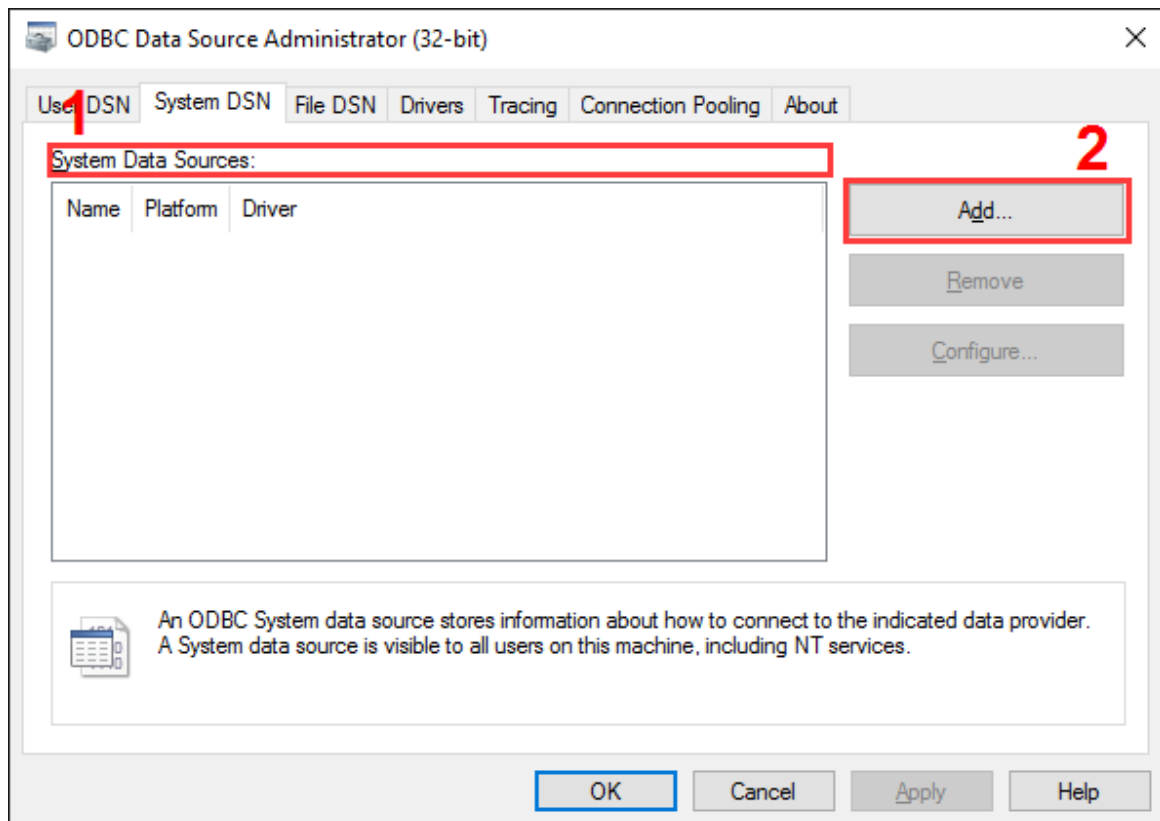 ODBC Data Source Administrator (32-bit)
User DSN System DSN File DSN Drivers Tracing Connection Pooling About
1
2
System Data Sources:
Name Platform Driver
Add...
Remove
Configure...
An ODBC System data source stores information about how to connect to the indicated data provider.
A System data source is visible to all users on this machine, including NT services.
OK Cancel Apply Help